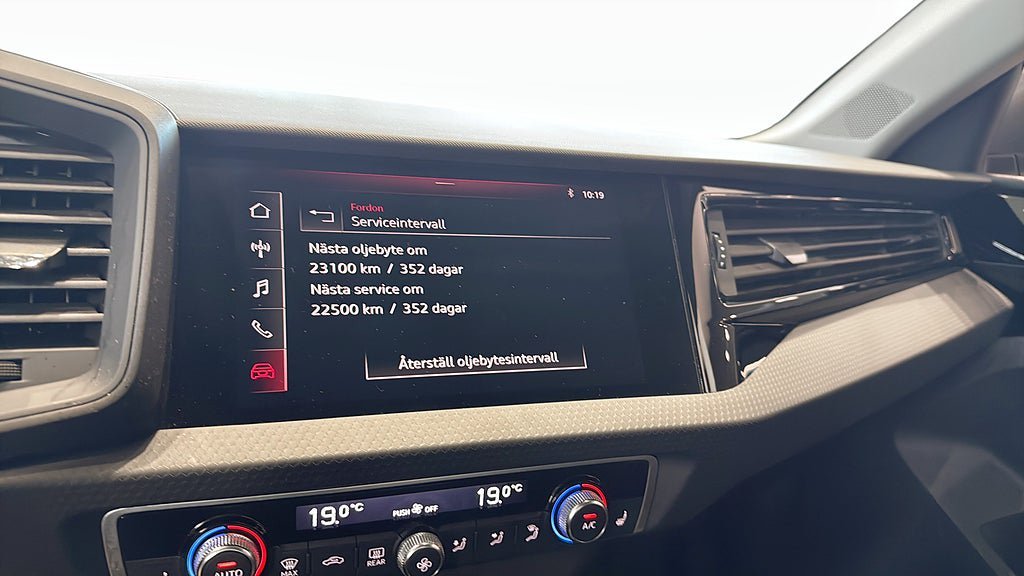 10:19
Fordon
Serviceintervall
Nästa oljebyte om
23100 km / 352 dagar
Nästa service om
22500 km / 352 dagar
Återställ oljebytesintervall
19.0°C
PUSH OFF
19.0°C
AUTO
MAX
REAR
A/C